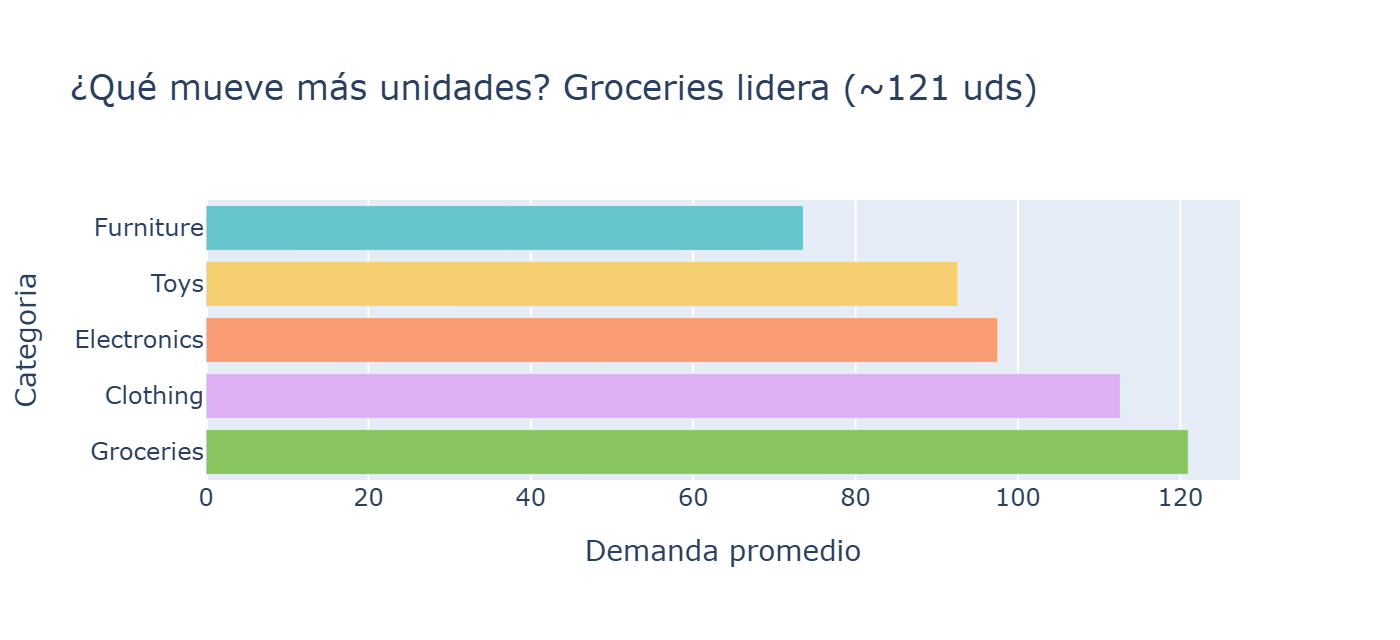 ¿Qué mueve más unidades? Groceries lidera (~121 uds)
Categoria
Furniture
Toys
Electronics
Clothing
Groceries
0 20 40 60 80 100 120
Demanda promedio